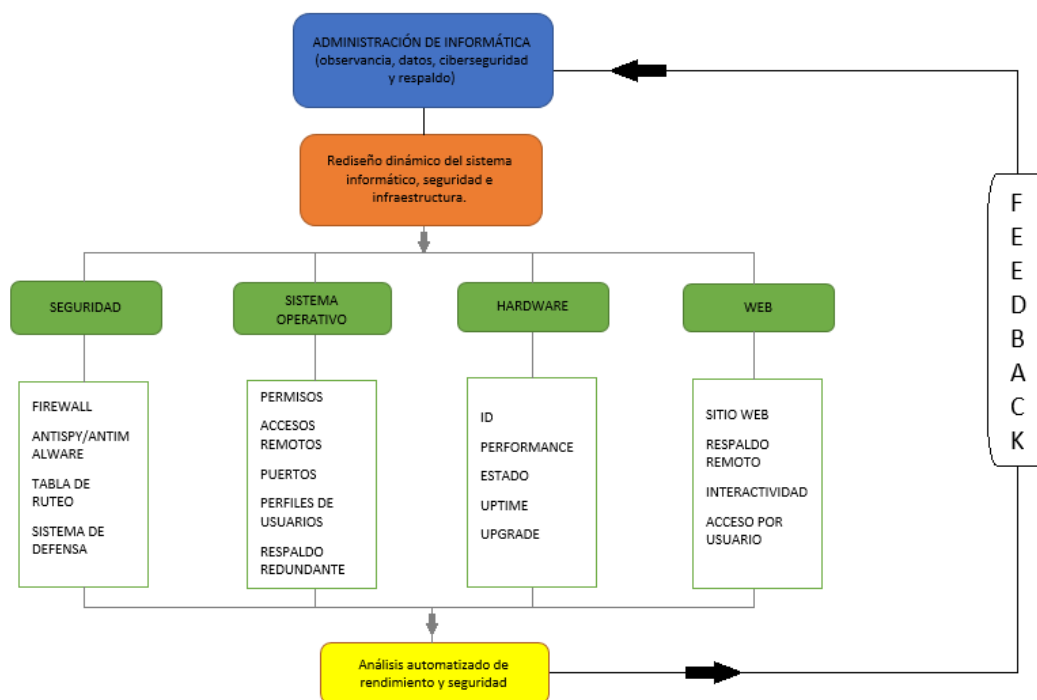 ADMINISTRACIÓN DE INFORMÁTICA
(observancia, datos, ciberseguridad
y respaldo)
Rediseño dinámico del sistema
informático, seguridad e
infraestructura.
SEGURIDAD
SISTEMA
OPERATIVO
HARDWARE
WEB
FIREWALL
ANTISPY/ANTIM
ALWARE
TABLA DE
RUTEO
SISTEMA DE
DEFENSA
PERMISOS
ACCESOS
REMOTOS
PUERTOS
PERFILES DE
USUARIOS
RESPALDO
REDUNDANTE
ID
PERFORMANCE
ESTADO
UPTIME
UPGRADE
SITIO WEB
RESPALDO
REMOTO
INTERACTIVIDAD
ACCESO POR
USUARIO
Análisis automatizado de
rendimiento y seguridad
FEEDBACK